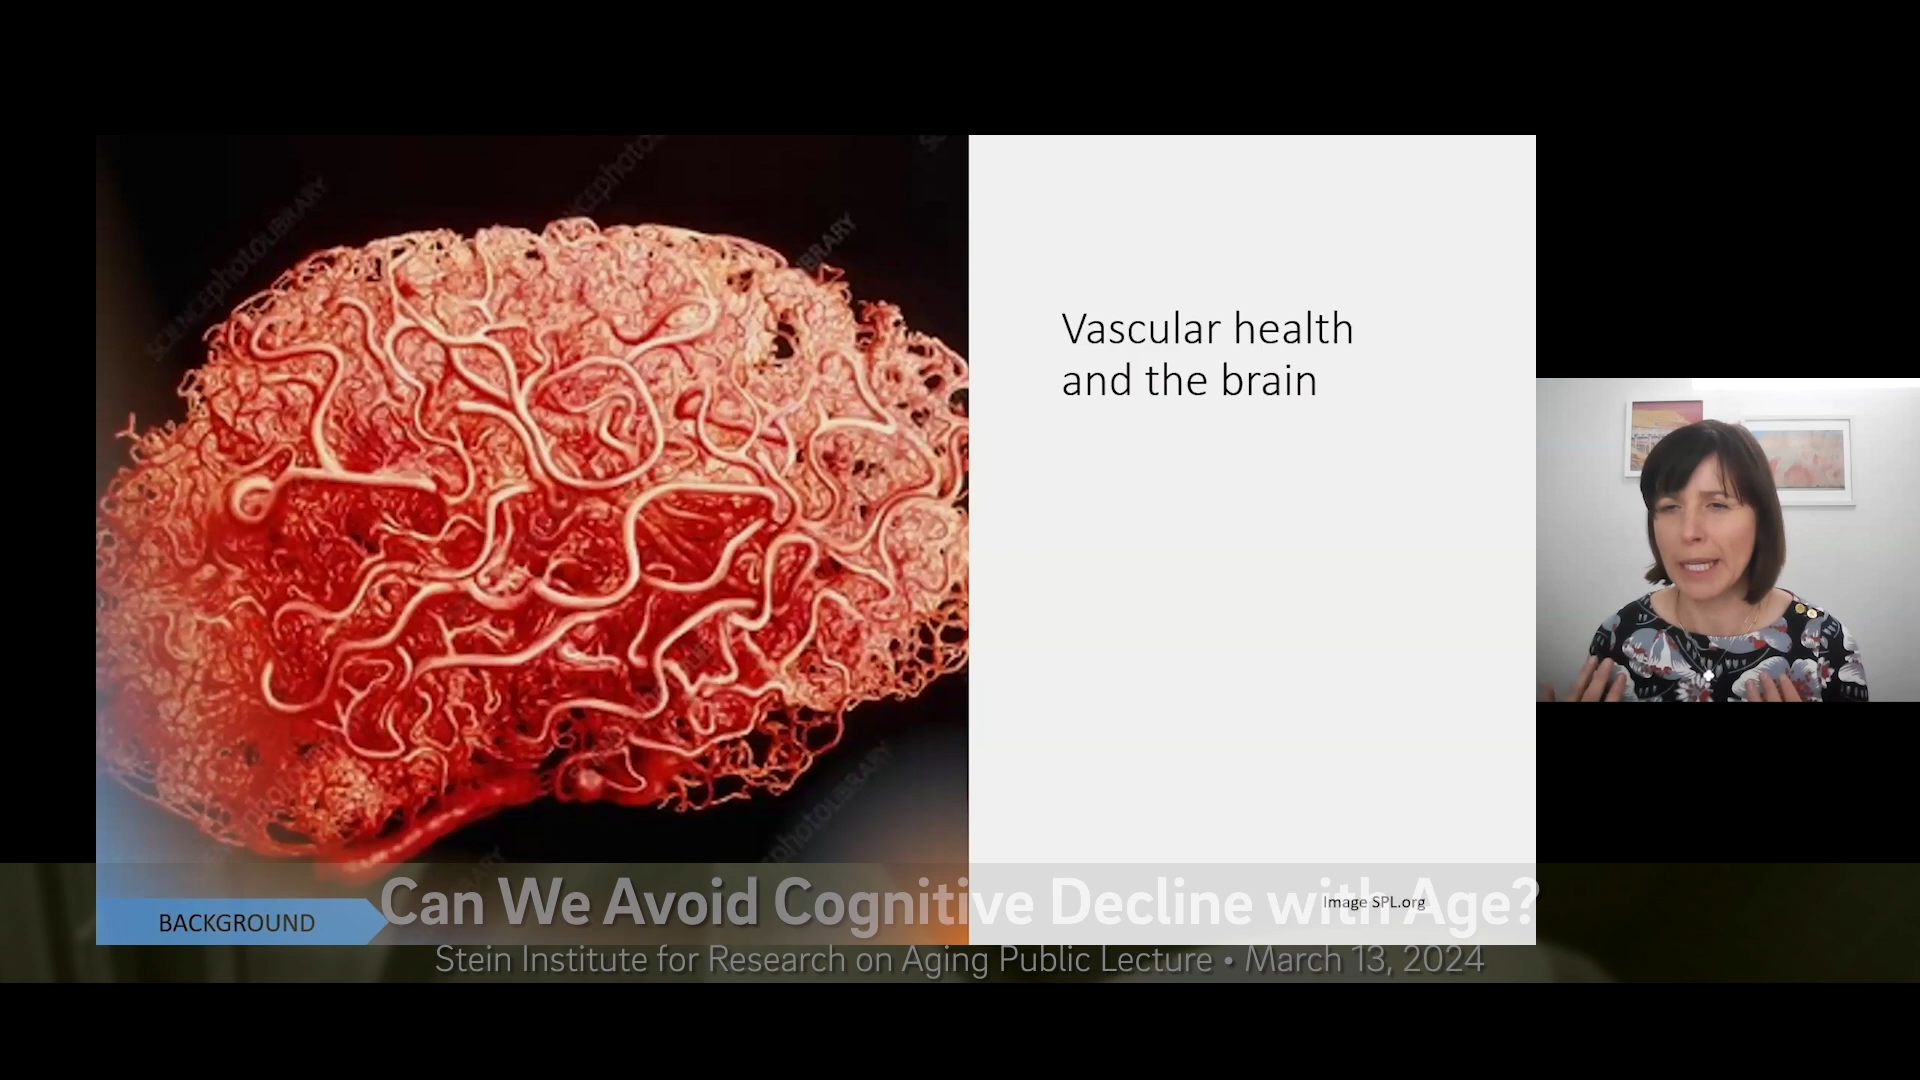 SCIENCEphotoLIBRARY
Vascular health
and the brain
Image SPL.org
BACKGROUND
Can We Avoid Cognitive Decline with Age?
Stein Institute for Research on Aging Public Lecture • March 13, 2024